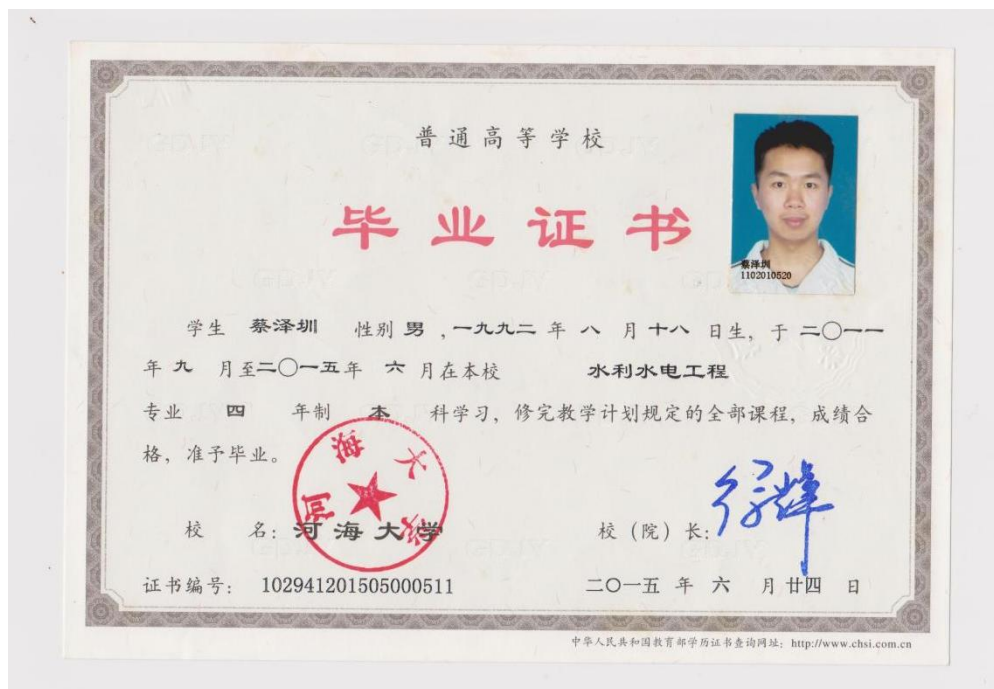 普通高等学校
毕业证书
蔡泽圳
1102010520
学生 蔡泽圳 性别 男 ,一九九二 年 八 月 十八 日生, 于 二〇一一
年 九 月至二〇一五年 六 月在本校 水利水电工程
专业 四 年制 本 科学习, 修完教学计划规定的全部课程, 成绩合
格, 准予毕业。
河海大学
校 名: 河海大学 校 (院) 长:
证书编号: 102941201505000511 二〇一五 年 六 月 廿四 日
中华人民共和国教育部学历证书查询网址: http://www.chsi.com.cn